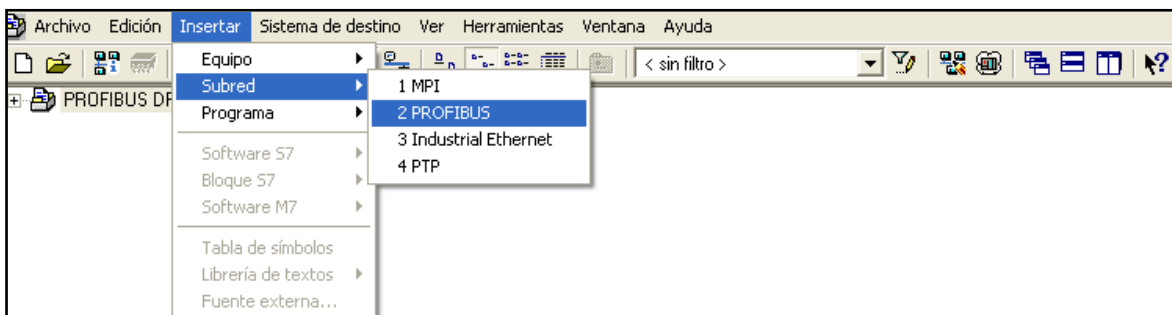 Archivo Edición Insertar Sistema de destino Ver Herramientas Ventana Ayuda
Equipo < sin filtro >
Subred 1 MPI
PROFIBUS DP
Programa 2 PROFIBUS
3 Industrial Ethernet
Software S7 4 PTP
Bloque S7
Software M7
Tabla de símbolos
Librería de textos
Fuente externa...